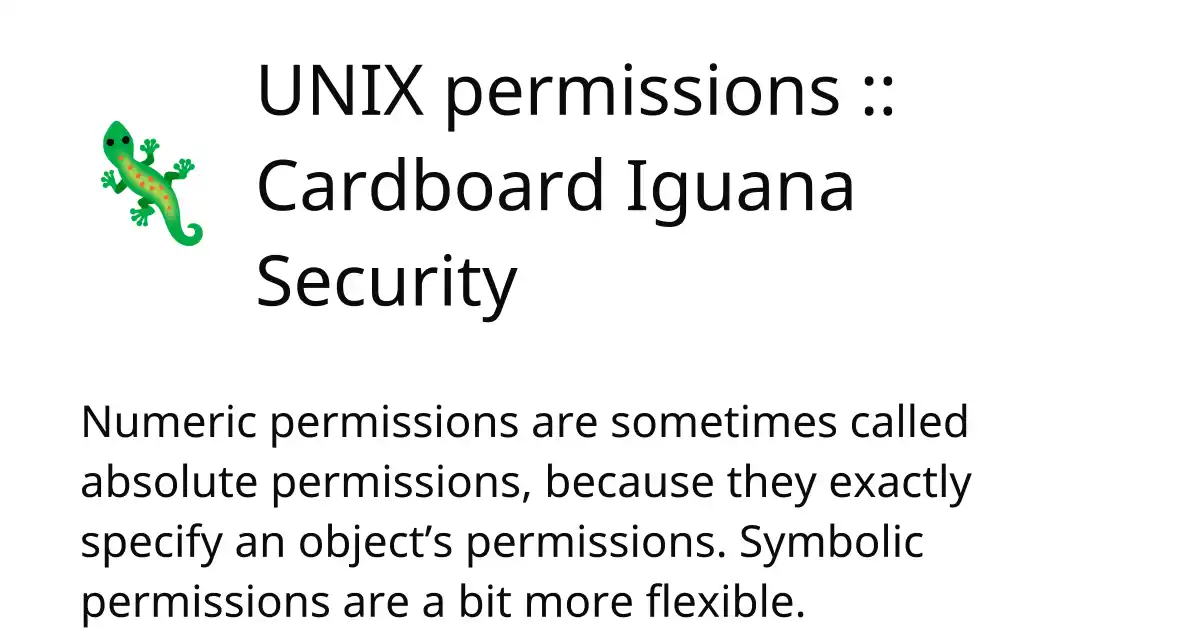 UNIX permissions ::
Cardboard Iguana
Security
Numeric permissions are sometimes called
absolute permissions, because they exactly
specify an object’s permissions. Symbolic
permissions are a bit more flexible.